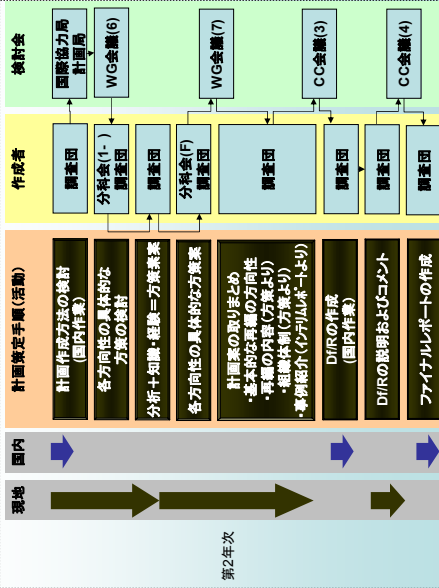 検討会
国際協力局
計画局
WG会議(6)
WG会議(7)
CC会議(3)
CC会議(4)
作成者
調査団
分科会(1-)
調査団
調査団
分科会(F)
調査団
調査団
調査団
調査団
調査団
計画策定手順(活動)
計画作成方法の検討
(国内作業)
各方向性の具体的な
方策の検討
分析+知識・経験=方策素案
各方向性の具体的な方策案
計画案の取りまとめ
・基本的な再編の方向性
・再編の内容(方策より)
・組織体制(方策より)
・事例紹介(インテリムレポートより)
Df/Rの作成
(国内作業)
Df/Rの説明およびコメント
ファイナルレポートの作成
国内
現地
第2年次